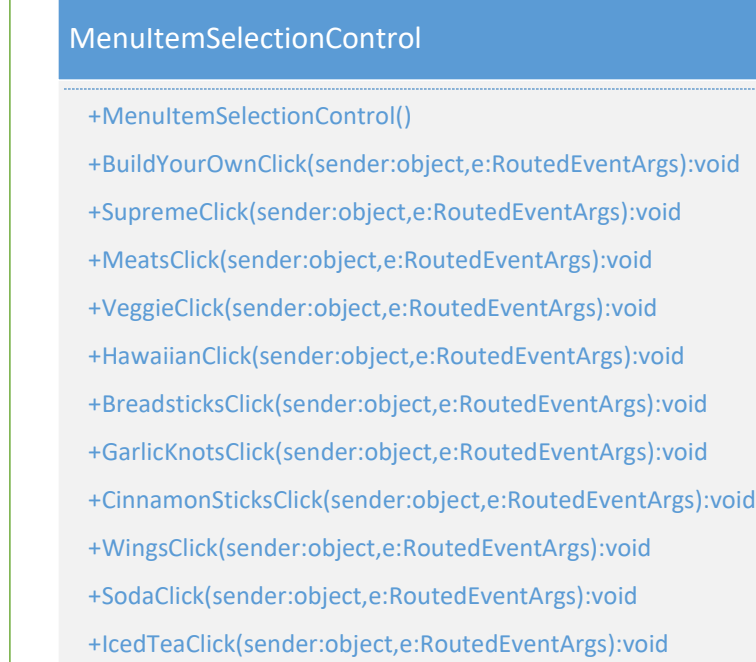 MenuItemSelectionControl
+MenuItemSelectionControl()
+BuildYourOwnClick(sender:object,e:RoutedEventArgs):void
+SupremeClick(sender:object,e:RoutedEventArgs):void
+MeatsClick(sender:object,e:RoutedEventArgs):void
+VeggieClick(sender:object,e:RoutedEventArgs):void
+HawaiianClick(sender:object,e:RoutedEventArgs):void
+BreadsticksClick(sender:object,e:RoutedEventArgs):void
+GarlicKnotsClick(sender:object,e:RoutedEventArgs):void
+CinnamonSticksClick(sender:object,e:RoutedEventArgs):void
+WingsClick(sender:object,e:RoutedEventArgs):void
+SodaClick(sender:object,e:RoutedEventArgs):void
+IcedTeaClick(sender:object,e:RoutedEventArgs):void